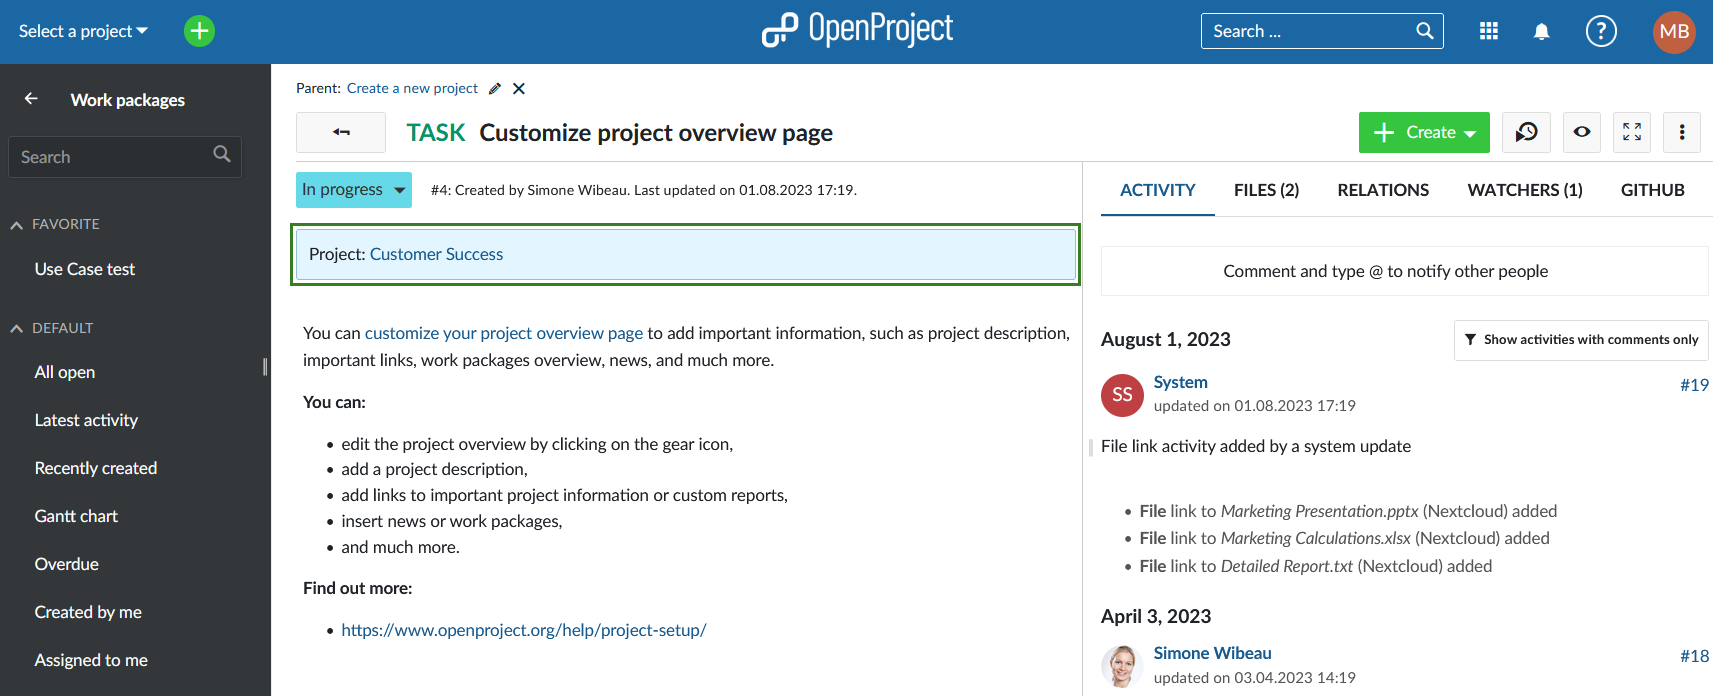 Select a project
OpenProject
Search ...
?
MB
Work packages
Search
FAVORITE
Use Case test
DEFAULT
All open
Latest activity
Recently created
Gantt chart
Overdue
Created by me
Assigned to me
Parent: Create a new project
TASK Customize project overview page
Create
In progress
#4: Created by Simone Wibeau. Last updated on 01.08.2023 17:19.
Project: Customer Success
You can customize your project overview page to add important information, such as project description,
important links, work packages overview, news, and much more.
You can:
• edit the project overview by clicking on the gear icon,
• add a project description,
• add links to important project information or custom reports,
• insert news or work packages,
• and much more.
Find out more:
• https://www.openproject.org/help/project-setup/
ACTIVITY FILES (2) RELATIONS WATCHERS (1) GITHUB
Comment and type @ to notify other people
August 1, 2023
Show activities with comments only
SS
System
#19
updated on 01.08.2023 17:19
File link activity added by a system update
• File link to Marketing Presentation.pptx (Nextcloud) added
• File link to Marketing Calculations.xlsx (Nextcloud) added
• File link to Detailed Report.txt (Nextcloud) added
April 3, 2023
Simone Wibeau
#18
updated on 03.04.2023 14:19